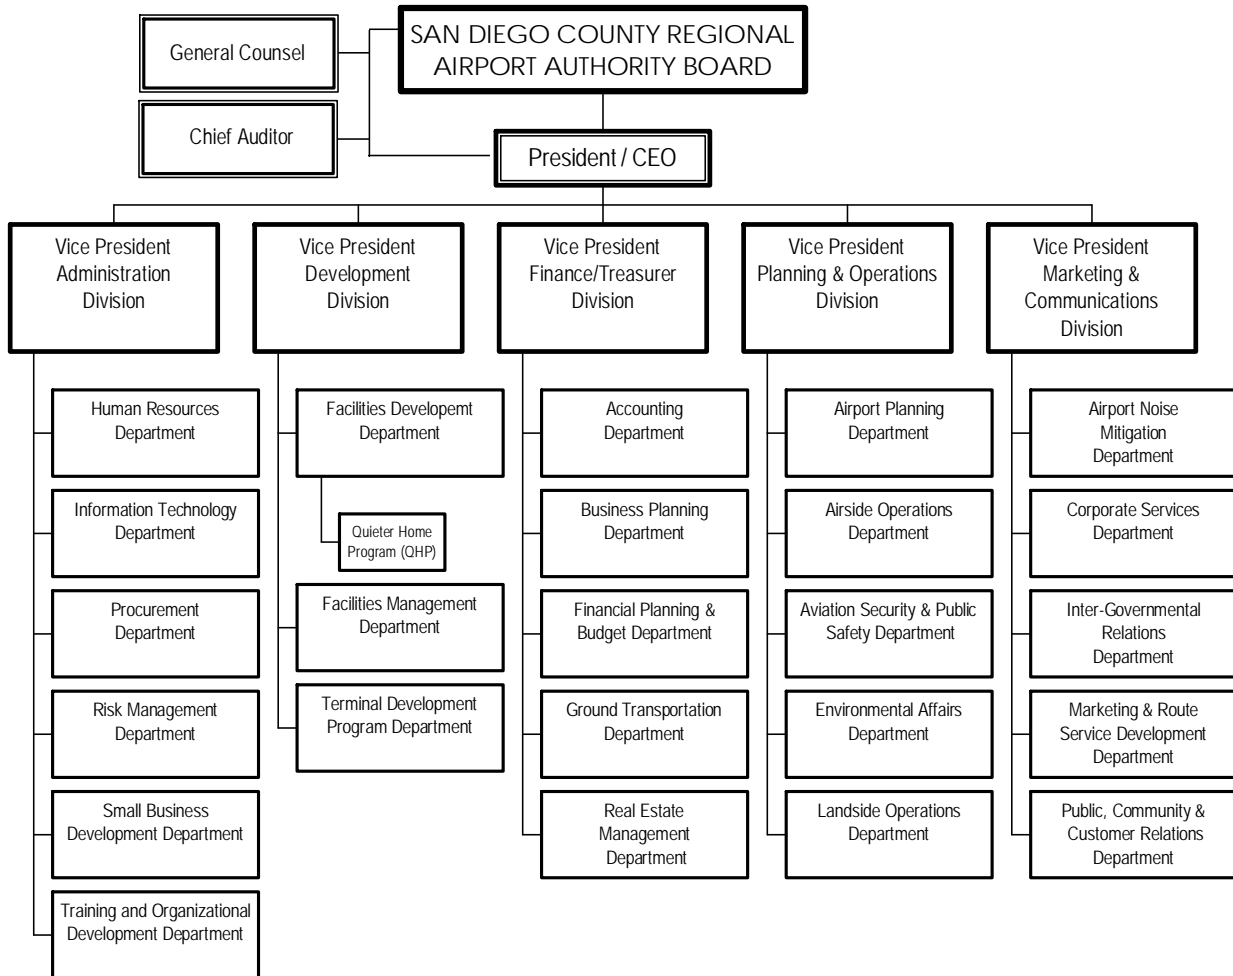 General Counsel
SAN DIEGO COUNTY REGIONAL
AIRPORT AUTHORITY BOARD
Chief Auditor
President / CEO
Vice President
Administration
Division
Vice President
Development
Division
Vice President
Finance/Treasurer
Division
Vice President
Planning & Operations
Division
Vice President
Marketing &
Communications
Division
Human Resources
Department
Information Technology
Department
Procurement
Department
Risk Management
Department
Small Business
Development Department
Training and Organizational
Development Department
Facilities Developemt
Department
Quieter Home
Program (QHP)
Facilities Management
Department
Terminal Development
Program Department
Accounting
Department
Business Planning
Department
Financial Planning &
Budget Department
Ground Transportation
Department
Real Estate
Management
Department
Airport Planning
Department
Airside Operations
Department
Aviation Security & Public
Safety Department
Environmental Affairs
Department
Landside Operations
Department
Airport Noise
Mitigation
Department
Corporate Services
Department
Inter-Governmental
Relations
Department
Marketing & Route
Service Development
Department
Public, Community &
Customer Relations
Department